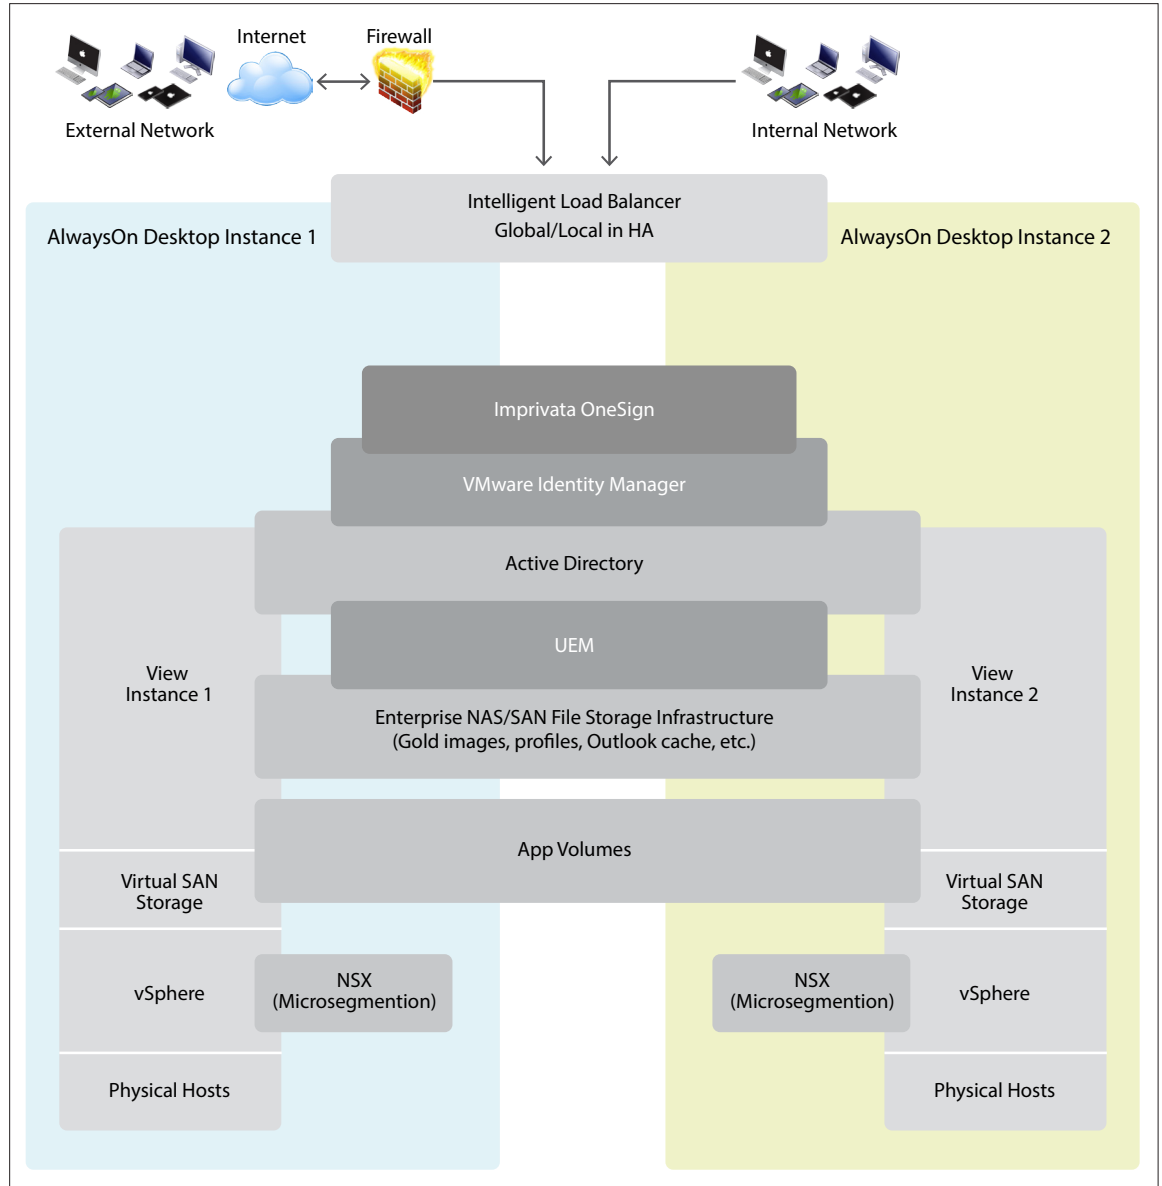 Internet
Firewall
External Network
Internal Network
Intelligent Load Balancer
Global/Local in HA
AlwaysOn Desktop Instance 1
AlwaysOn Desktop Instance 2
Imprivata OneSign
VMware Identity Manager
Active Directory
UEM
View
Instance 1
View
Instance 2
Enterprise NAS/SAN File Storage Infrastructure
(Gold images, profiles, Outlook cache, etc.)
App Volumes
Virtual SAN
Storage
Virtual SAN
Storage
vSphere
NSX
(Microsegmention)
NSX
(Microsegmention)
vSphere
Physical Hosts
Physical Hosts